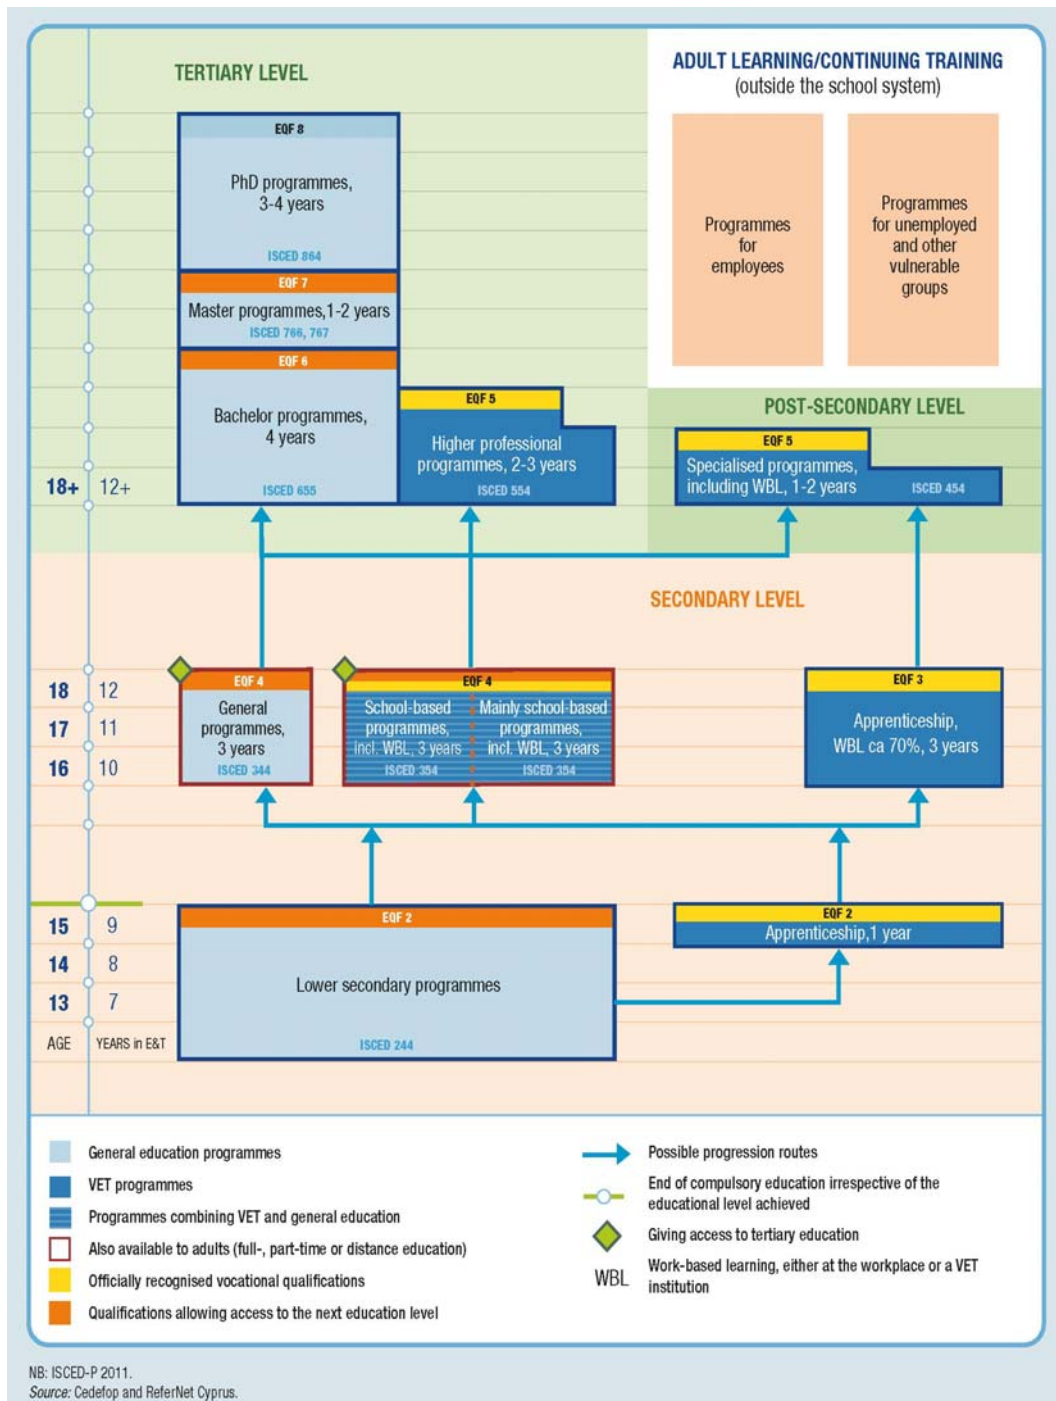 TERTIARY LEVEL
ADULT LEARNING/CONTINUING TRAINING
(outside the school system)
EQF 8
PhD programmes,
3-4 years
ISCED 864
EQF 7
Master programmes,1-2 years
ISCED 766, 767
EQF 6
Bachelor programmes,
4 years
ISCED 655
EQF 5
Higher professional
programmes, 2-3 years
ISCED 554
Programmes
for
employees
Programmes
for unemployed
and other
vulnerable
groups
POST-SECONDARY LEVEL
EQF 5
Specialised programmes,
including WBL, 1-2 years
ISCED 454
18+ 12+
SECONDARY LEVEL
18 12
17 11
16 10
EQF 4
General
programmes,
3 years
ISCED 344
EQF 4
School-based
programmes,
incl. WBL, 3 years
ISCED 354
Mainly school-based
programmes,
incl. WBL, 3 years
ISCED 354
EQF 3
Apprenticeship,
WBL ca 70%, 3 years
15 9
14 8
13 7
AGE YEARS in E&T
EQF 2
Lower secondary programmes
ISCED 244
EQF 2
Apprenticeship,1 year
General education programmes
VET programmes
Programmes combining VET and general education
Also available to adults (full-, part-time or distance education)
Officially recognised vocational qualifications
Qualifications allowing access to the next education level
Possible progression routes
End of compulsory education irrespective of the
educational level achieved
Giving access to tertiary education
WBL
Work-based learning, either at the workplace or a VET
institution
NB: ISCED-P 2011.
Source: Cedefop and ReferNet Cyprus.